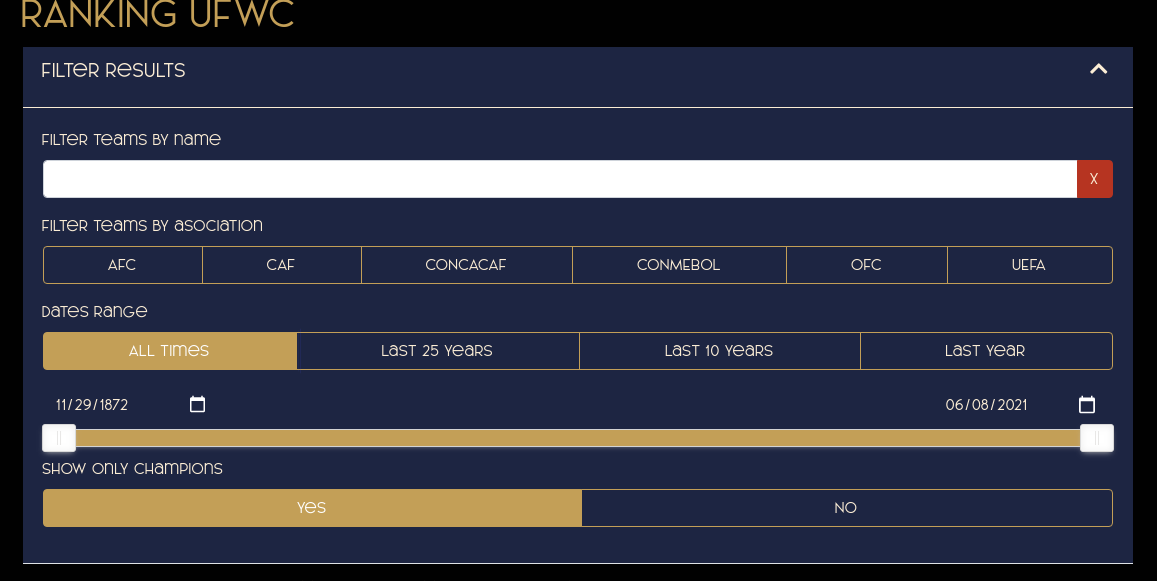 RANKING UFWC
FILTER RESULTS
FILTER TEAMS BY NAME
X
FILTER TEAMS BY ASOCIATION
AFC CAF CONCACAF CONMEBOL OFC UEFA
DATES RANGE
ALL TIMES LAST 25 YEARS LAST 10 YEARS LAST YEAR
11/29/1872 06/08/2021
SHOW ONLY CHAMPIONS
YES NO